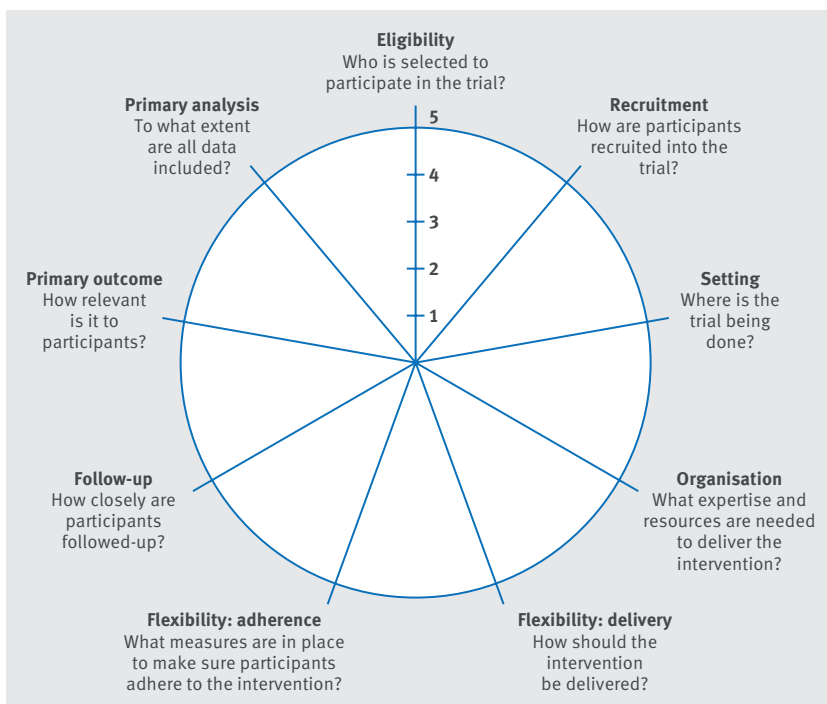 Eligibility
Who is selected to
participate in the trial?
Recruitment
How are participants
recruited into the
trial?
Setting
Where is the
trial being
done?
Organisation
What expertise and
resources are needed
to deliver the
intervention?
Flexibility: delivery
How should the
intervention
be delivered?
Flexibility: adherence
What measures are in place
to make sure participants
adhere to the intervention?
Follow-up
How closely are
participants
followed-up?
Primary outcome
How relevant
is it to
participants?
Primary analysis
To what extent
are all data
included?
5
4
3
2
1